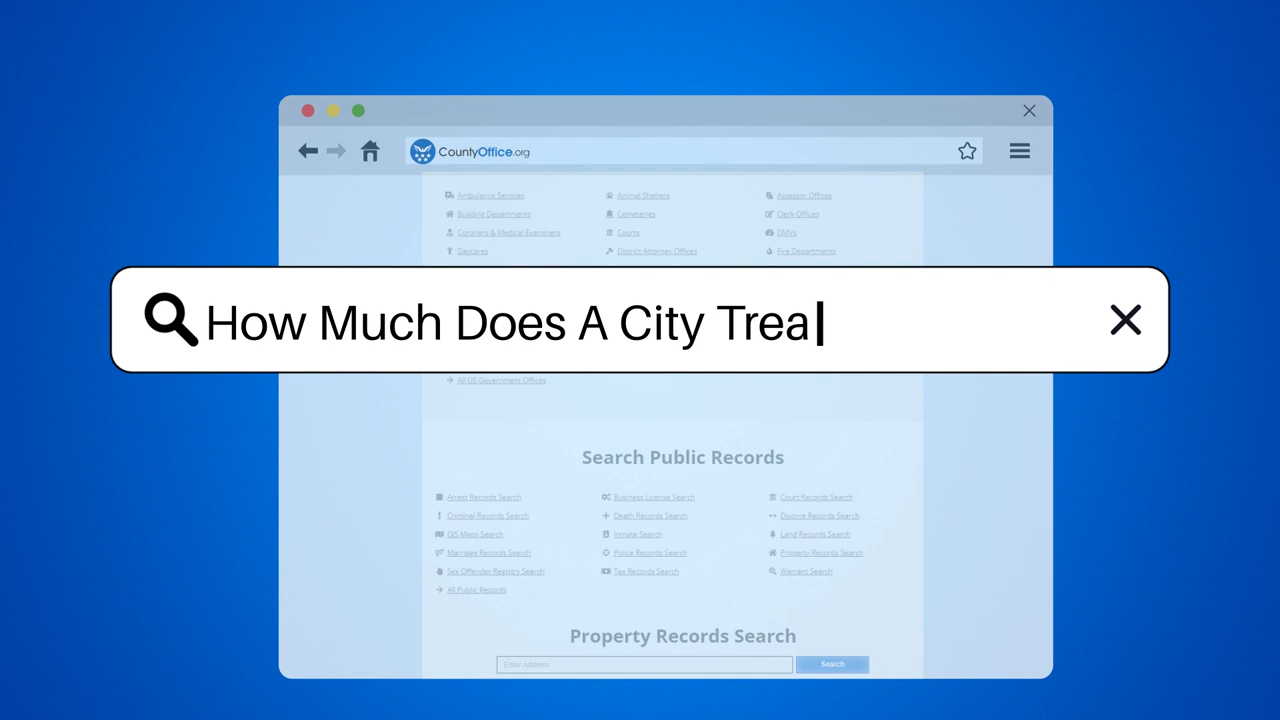 CountyOffice.org
Ambulance Services Animal Shelters Assessor Offices
Building Departments Cemeteries Clerk Offices
Coroners & Medical Examiners Courts DMVs
Daycares District Attorney Offices Fire Departments
How Much Does A City Trea
All US Government Offices
Search Public Records
Arrest Records Search Business License Search Court Records Search
Criminal Records Search Death Records Search Divorce Records Search
GIS Maps Search Inmate Search Land Records Search
Marriage Records Search Police Records Search Property Records Search
Sex Offender Registry Search Tax Records Search Warrant Search
All Public Records
Property Records Search
Enter Address Search